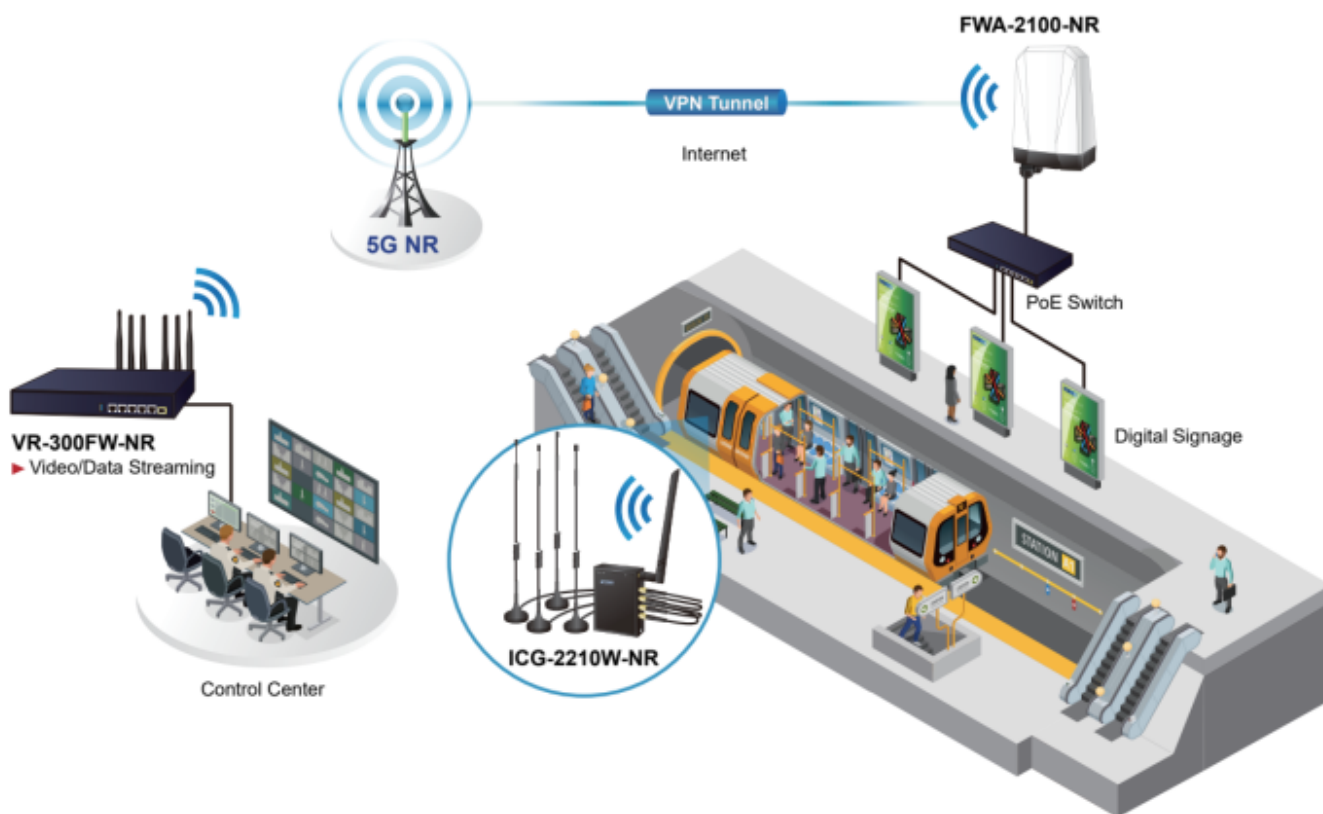 FWA-2100-NR
VPN Tunnel
Internet
5G NR
PoE Switch
VR-300FW-NR
► Video/Data Streaming
Digital Signage
STATION
ICG-2210W-NR
Control Center